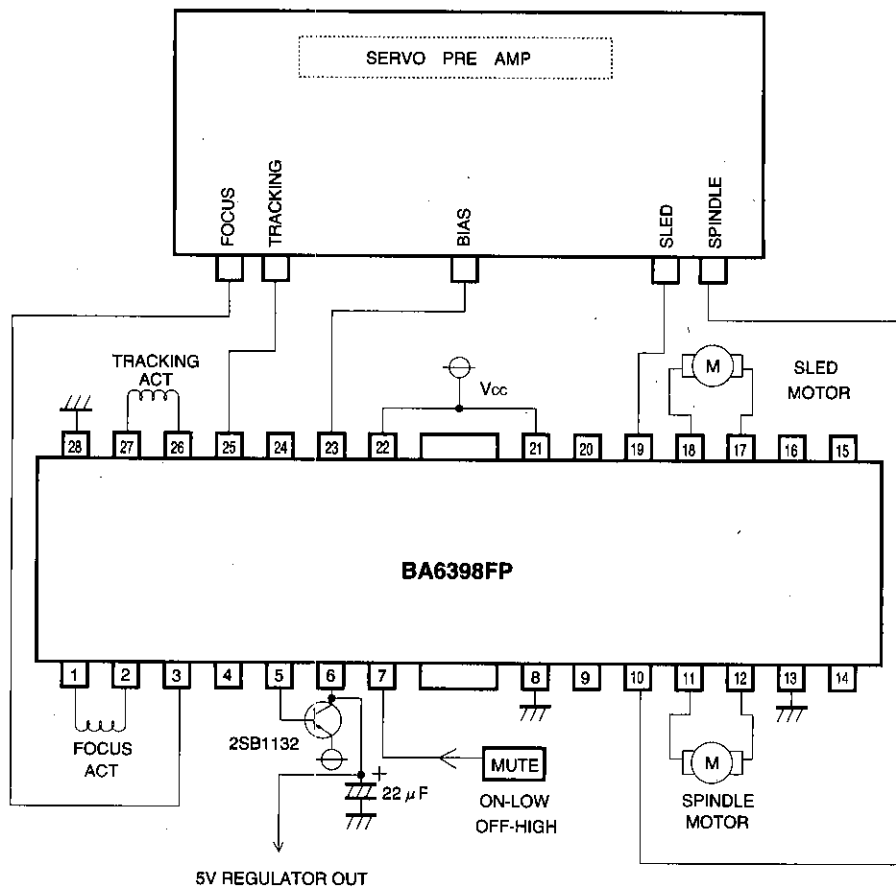 SERVO PRE AMP
FOCUS
TRACKING
BIAS
SLED
SPINDLE
TRACKING
ACT
Vcc
M
SLED
MOTOR
28 27 26 25 24 23 22 21 20 19 18 17 16 15
BA6398FP
1 2 3 4 5 6 7 8 9 10 11 12 13 14
FOCUS
ACT
2SB1132
+
22 μF
MUTE
ON-LOW
OFF-HIGH
M
SPINDLE
MOTOR
5V REGULATOR OUT